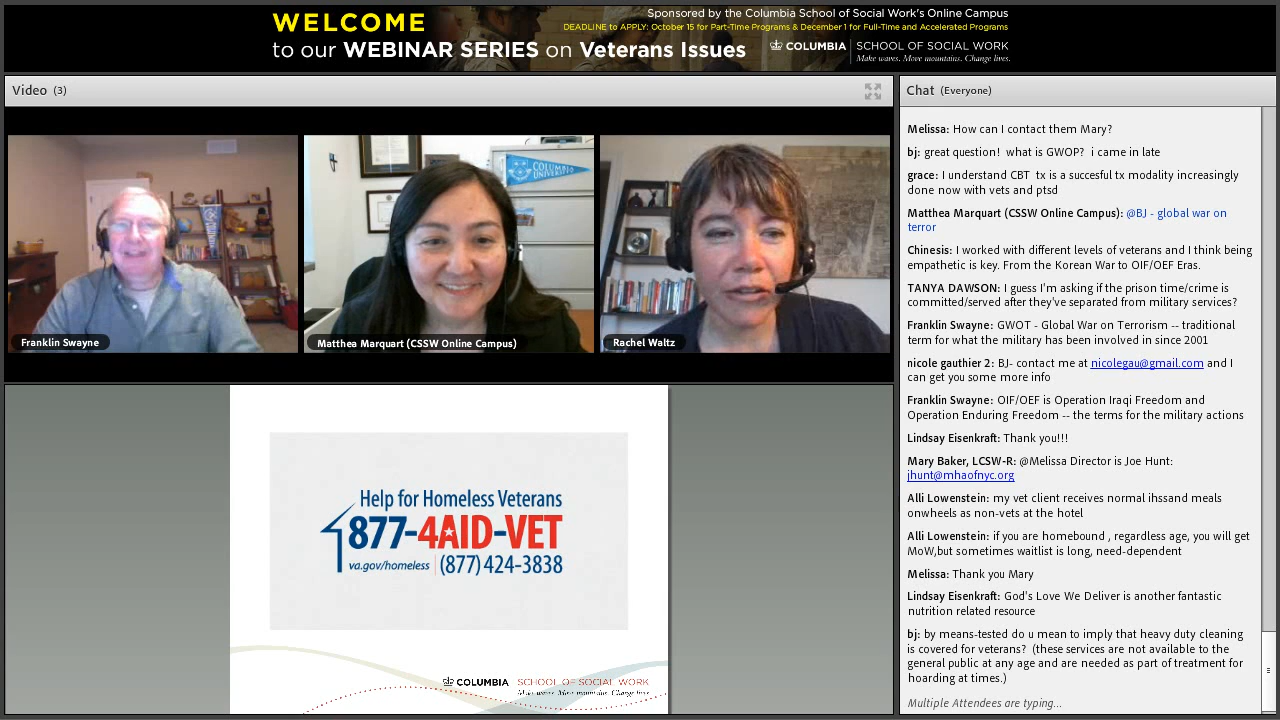 WELCOME
to our WEBINAR SERIES on Veterans Issues
Sponsored by the Columbia School of Social Work's Online Campus
DEADLINE to APPLY: October 15 for Part-Time Programs & December 1 for Full-Time and Accelerated Programs
COLUMBIA SCHOOL OF SOCIAL WORK
Make waves. Move mountains. Change lives.
Video (3)
COLUMBIA
UNIVERSITY
Franklin Swayne
Matthea Marquart (CSSW Online Campus)
Rachel Waltz
Help for Homeless Veterans
877-4AID-VET
va.gov/homeless (877) 424-3838
COLUMBIA SCHOOL OF SOCIAL WORK
Make waves. Move mountains. Change lives.
Chat (Everyone)
Melissa: How can I contact them Mary?
bj: great question! what is GWOP? i came in late
grace: I understand CBT tx is a succesful tx modality increasingly
done now with vets and ptsd
Matthea Marquart (CSSW Online Campus): @BJ - global war on
terror
Chinesis: I worked with different levels of veterans and I think being
empathetic is key. From the Korean War to OIF/OEF Eras.
TANYA DAWSON: I guess I'm asking if the prison time/crime is
committed/served after they've separated from military services?
Franklin Swayne: GWOT - Global War on Terrorism -- traditional
term for what the military has been involved in since 2001
nicole gauthier 2: BJ- contact me at nicolegau@gmail.com and I
can get you some more info
Franklin Swayne: OIF/OEF is Operation Iraqi Freedom and
Operation Enduring Freedom -- the terms for the military actions
Lindsay Eisenkraft: Thank you!!!
Mary Baker, LCSW-R: @Melissa Director is Joe Hunt:
jhunt@mhaofnyc.org
Alli Lowenstein: my vet client receives normal ihssand meals
onwheels as non-vets at the hotel
Alli Lowenstein: if you are homebound , regardless age, you will get
MoW,but sometimes waitlist is long, need-dependent
Melissa: Thank you Mary
Lindsay Eisenkraft: God's Love We Deliver is another fantastic
nutrition related resource
bj: by means-tested do u mean to imply that heavy duty cleaning
is covered for veterans? (these services are not available to the
general public at any age and are needed as part of treatment for
hoarding at times.)
Multiple Attendees are typing...